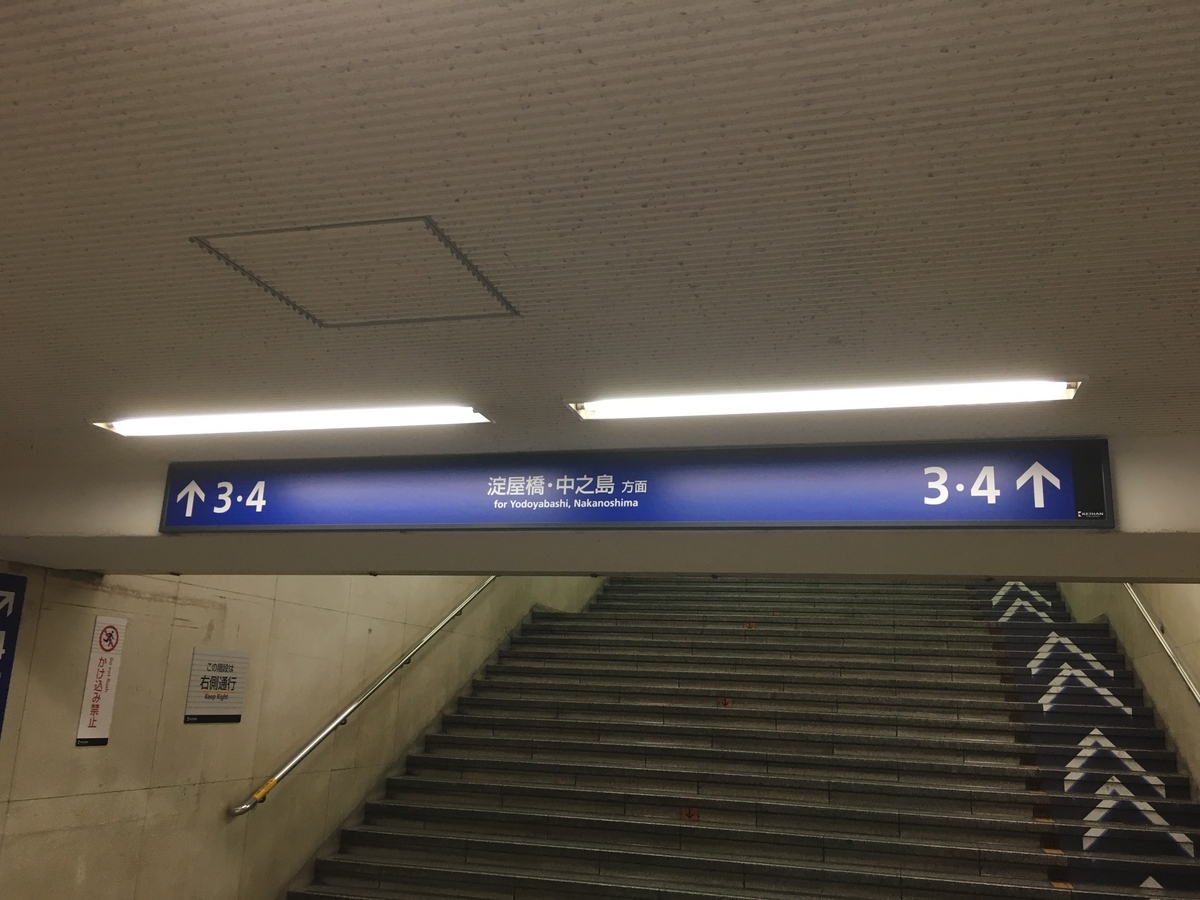 ↑ 3・4
淀屋橋・中之島 方面
for Yodoyabashi, Nakanoshima
3・4 ↑
KEIHAN
かけ込み禁止
この階段は
右側通行
Keep Right